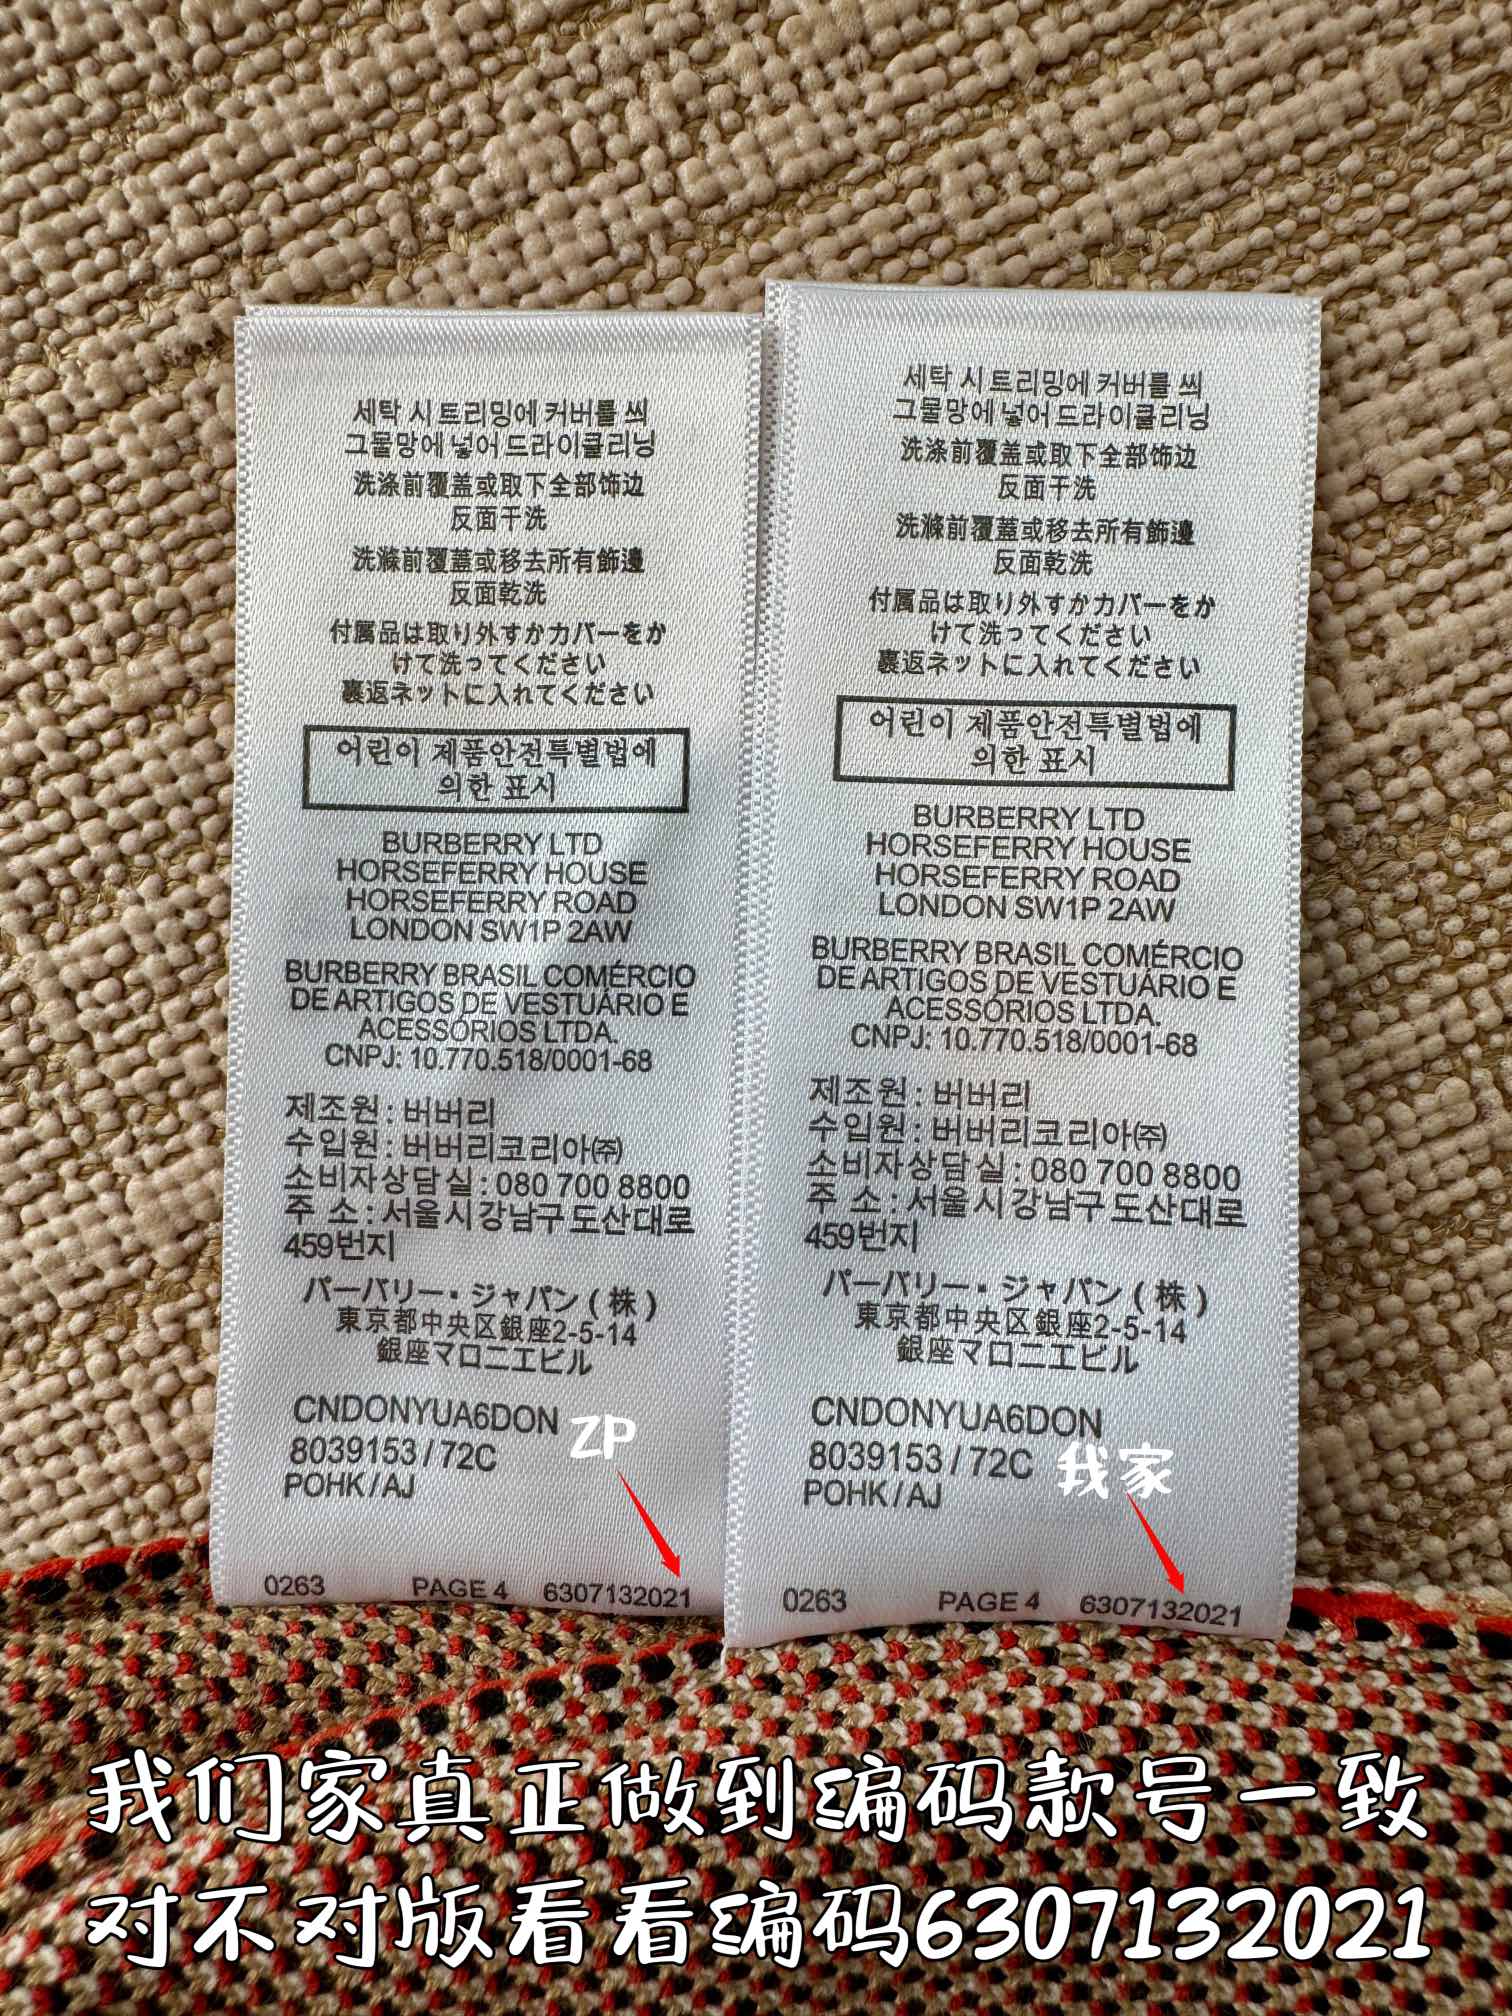 세탁 시 트리밍에 커버를 씌
그물망에 넣어 드라이클리닝
洗涤前覆盖或取下全部饰边
反面干洗
洗滌前覆蓋或移去所有飾邊
反面乾洗
付属品は取り外すかカバーをか
けて洗ってください
裏返ネットに入れてください
어린이 제품안전특별법에
의한 표시
BURBERRY LTD
HORSEFERRY HOUSE
HORSEFERRY ROAD
LONDON SW1P 2AW
BURBERRY BRASIL COMÉRCIO
DE ARTIGOS DE VESTUÁRIO E
ACESSÓRIOS LTDA.
CNPJ: 10.770.518/0001-68
제조원 : 버버리
수입원 : 버버리코리아㈜
소비자상담실 : 080 700 8800
주 소 : 서울시강남구도산대로
459번지
バーバリー・ジャパン ( 株 )
東京都中央区銀座2-5-14
銀座マロニエビル
CNDONYUA6DON
8039153 / 72C
POHK / AJ
ZP
0263 PAGE 4 6307132021
세탁 시 트리밍에 커버를 씌
그물망에 넣어 드라이클리닝
洗涤前覆盖或取下全部饰边
反面干洗
洗滌前覆蓋或移去所有飾邊
反面乾洗
付属品は取り外すかカバーをか
けて洗ってください
裏返ネットに入れてください
어린이 제품안전특별법에
의한 표시
BURBERRY LTD
HORSEFERRY HOUSE
HORSEFERRY ROAD
LONDON SW1P 2AW
BURBERRY BRASIL COMÉRCIO
DE ARTIGOS DE VESTUÁRIO E
ACESSÓRIOS LTDA.
CNPJ: 10.770.518/0001-68
제조원 : 버버리
수입원 : 버버리코리아㈜
소비자상담실 : 080 700 8800
주 소 : 서울시강남구도산대로
459번지
バーバリー・ジャパン ( 株 )
東京都中央区銀座2-5-14
銀座マロニエビル
CNDONYUA6DON
8039153 / 72C
POHK / AJ
我家
0263 PAGE 4 6307132021
我们家真正做到编码款号一致
对不对版看看编码6307132021